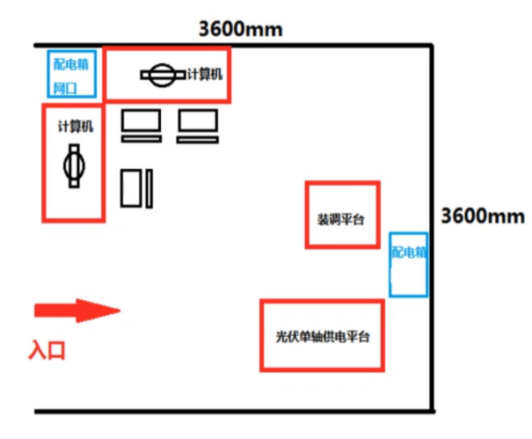 3600mm
配电箱
网口
计算机
计算机
装调平台
3600mm
配电箱
光伏单轴供电平台
入口